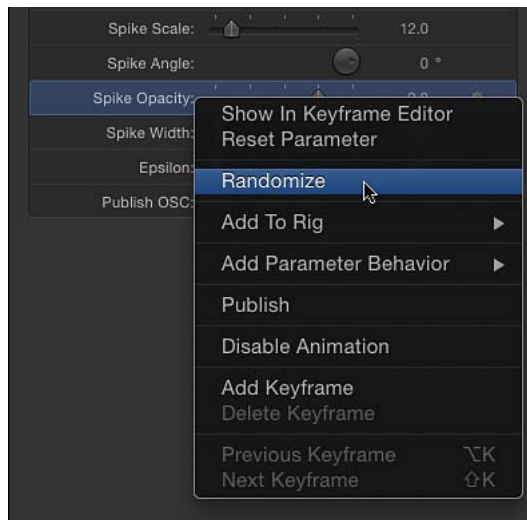 Spike Scale: 12.0
Spike Angle: 0 °
Spike Opacity:
Spike Width:
Epsilon:
Publish OSC:
Show In Keyframe Editor
Reset Parameter
Randomize
Add To Rig
Add Parameter Behavior
Publish
Disable Animation
Add Keyframe
Delete Keyframe
Previous Keyframe ⌥K
Next Keyframe ⇧K